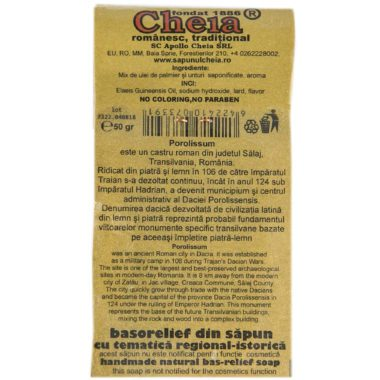 fondat 1886
Cheia®
românesc, tradițional
SC Apollo Cheia SRL
EU, RO, MM, Baia Sprie, Forestierilor 210, +4 0262228002,
www.sapunulcheia.ro
Ingrediente:
Mix de ulei de palmier și unturi saponificate, aroma
INCI:
Elaeis Guineensis Oil, sodium hydroxide, lard, flavor
NO COLORING, NO PARABEN
lot
7322.040816
℮ 50 gr
Porolissum
este un castru roman din județul Sălaj,
Transilvania, România.
Ridicat din piatră și lemn în 106 de către Împăratul
Traian s-a dezoltat continuu, încât în anul 124 sub
Împăratul Hadrian, a devenit municipiu și centrul
administrativ al Daciei Porolissensis.
Denumirea dacică dezvoltată de civilizația latină
din lemn și piatră reprezintă probabil fundamentul
viitoarelor monumente specific transilvane bazate
pe aceeași împletire piatră-lemn
Porolissum
was an ancient Roman city in Dacia. It was established
as a military camp in 106 during Trajan's Dacian Wars.
The site is one of the largest and best-preserved archaeological
sites in modern-day Romania. It is 8 km away from the modern
city of Zalău, in Jac village, Creaca Commune, Sălaj County.
The city quickly grow through trade with the native Dacians
and became the capital of the province Dacia Porolissensis in
124 under the ruling of Emperor Hadrian. This monument
represents the base of the future Transylvanian buildings,
mixing the rock and wood into a complex building
basorelief din săpun
cu tematică regional-istorică
acest săpun nu este notificat pentru funcție cosmetică
handmade natural bas-relief soap
this soap is not notificated for the cosmetics function